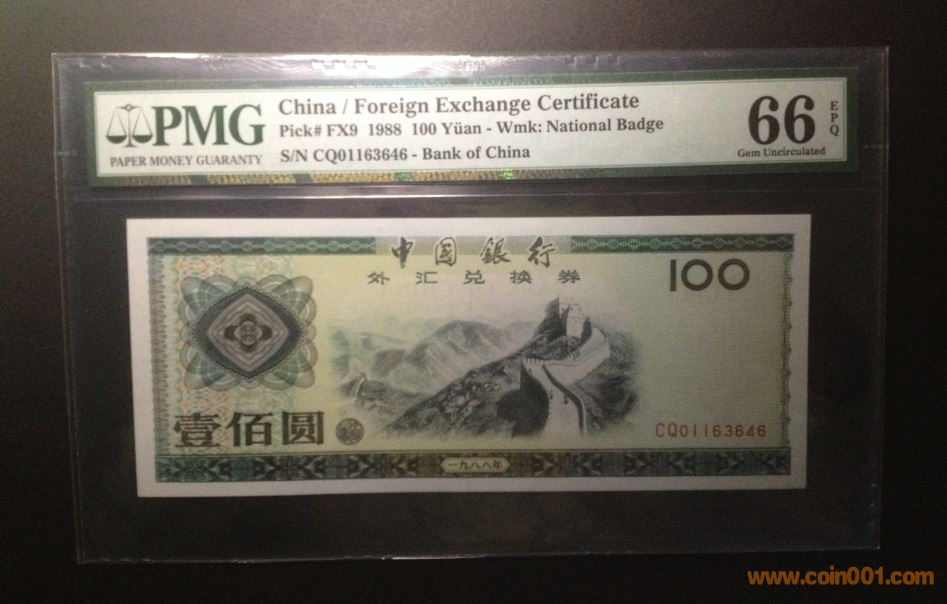 PMG
PAPER MONEY GUARANTY
China / Foreign Exchange Certificate
Pick# FX9 1988 100 Yüan - Wmk: National Badge
S/N CQ01163646 - Bank of China
66
EPQ
Gem Uncirculated
中国銀行
外汇兑换券
100
壹佰圆
CQ01163646
一九八八年
www.coin001.com